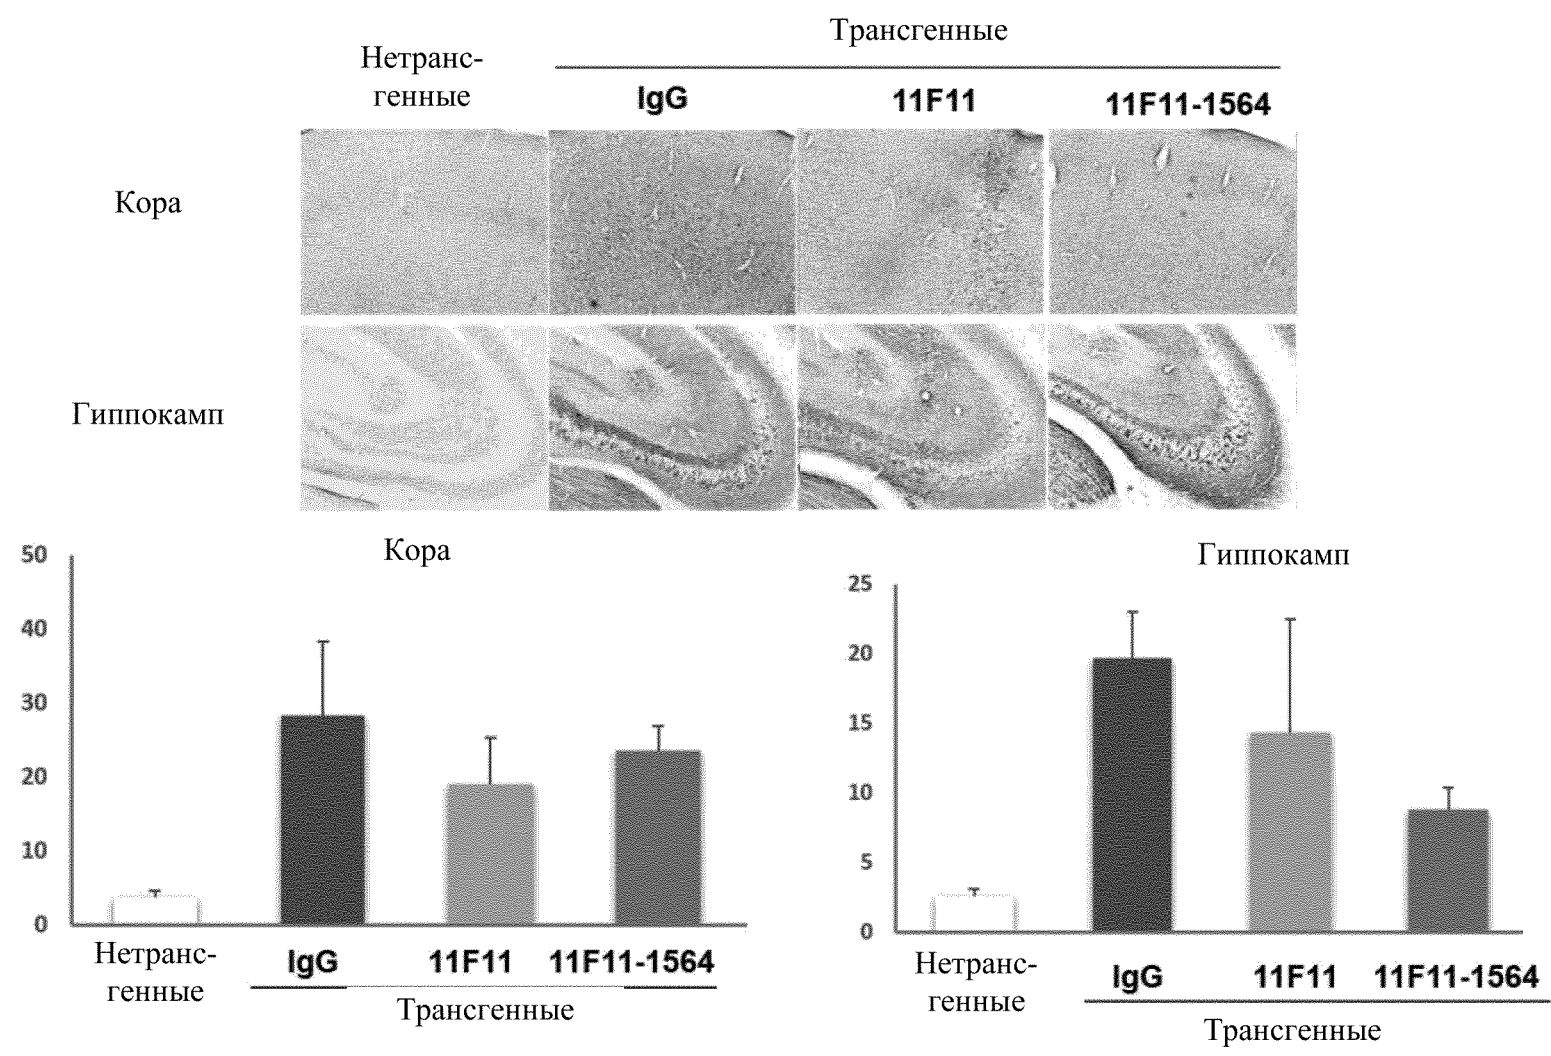 Трансгенные
Нетранс-
генные
IgG
11F11
11F11-1564
Кора
Гиппокамп
Кора
50
40
30
20
10
0
Нетранс-
генные
IgG
11F11
11F11-1564
Трансгенные
Гиппокамп
25
20
15
10
5
0
Нетранс-
генные
IgG
11F11
11F11-1564
Трансгенные